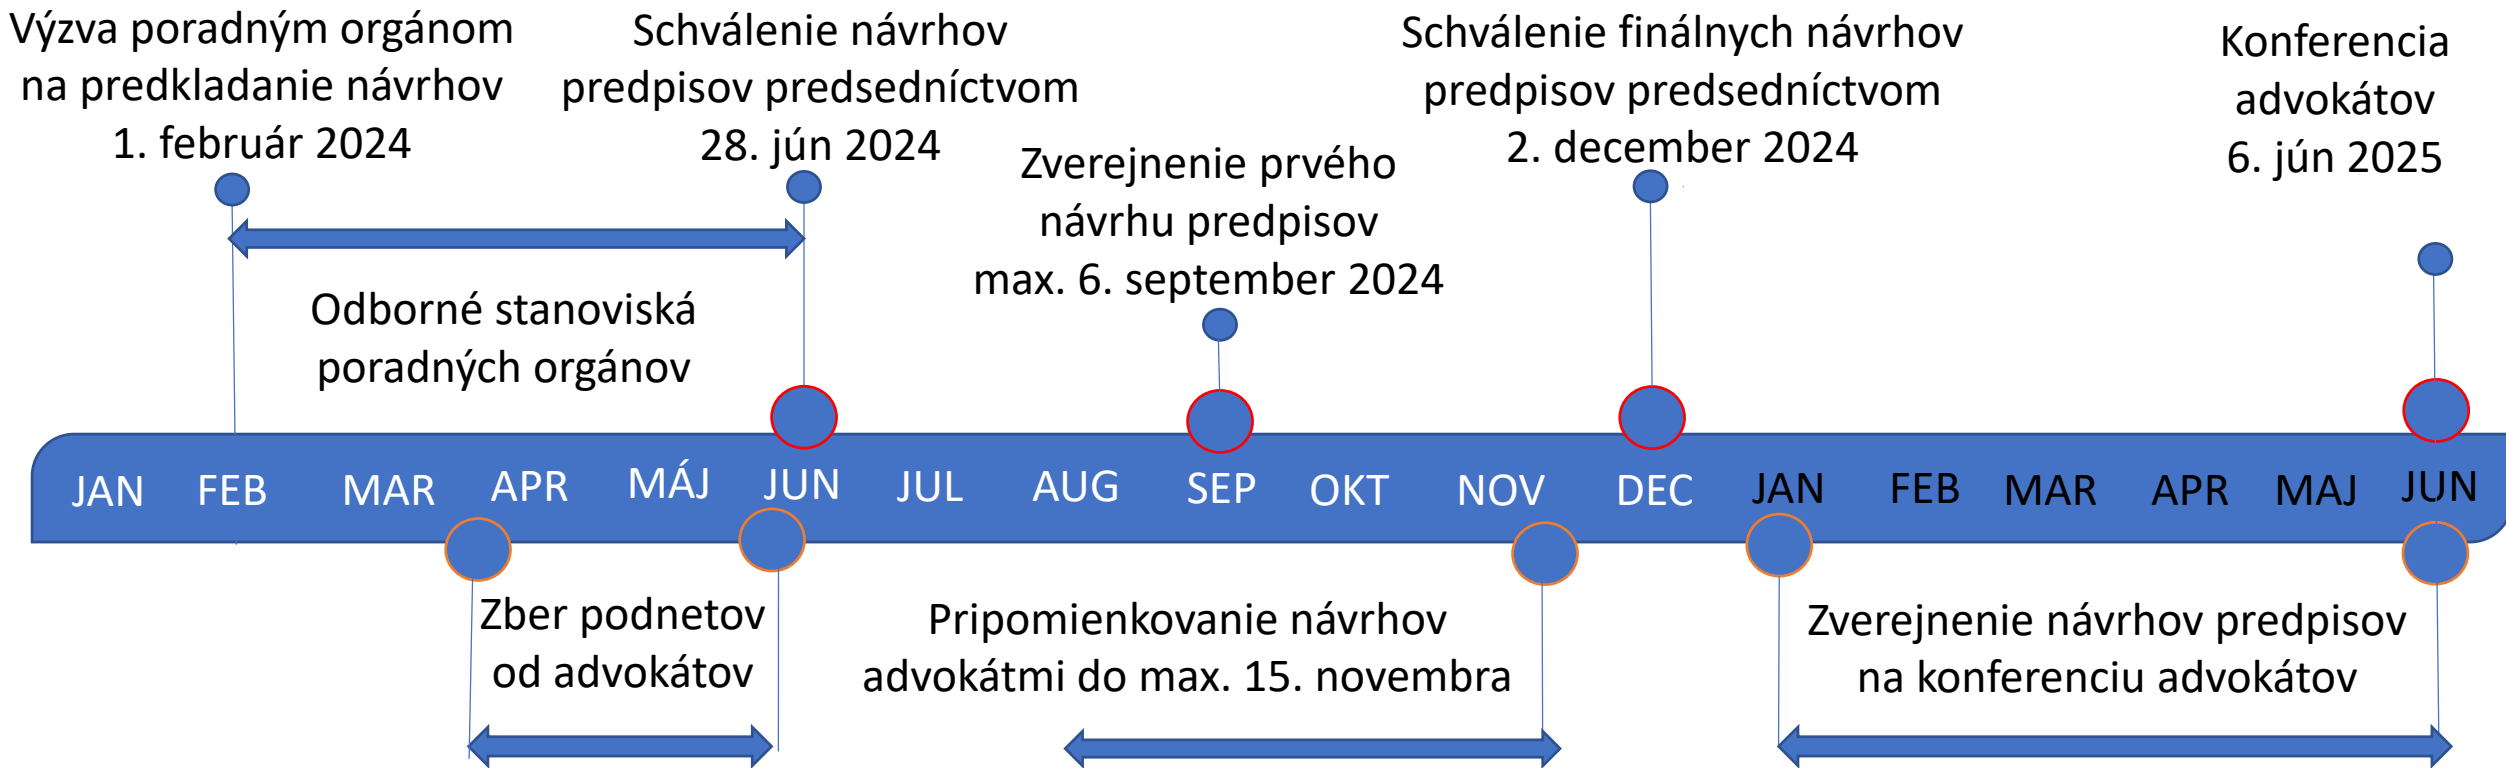 Výzva poradným orgánom
na predkladanie návrhov
1. február 2024
Schválenie návrhov
predpisov predsedníctvom
28. jún 2024
Zverejnenie prvého
návrhu predpisov
max. 6. september 2024
Schválenie finálnych návrhov
predpisov predsedníctvom
2. december 2024
Konferencia
advokátov
6. jún 2025
Odborné stanoviská
poradných orgánov
JAN FEB MAR APR MÁJ JUN JUL AUG SEP OKT NOV DEC JAN FEB MAR APR MAJ JUN
Zber podnetov
od advokátov
Pripomienkovanie návrhov
advokátmi do max. 15. novembra
Zverejnenie návrhov predpisov
na konferenciu advokátov